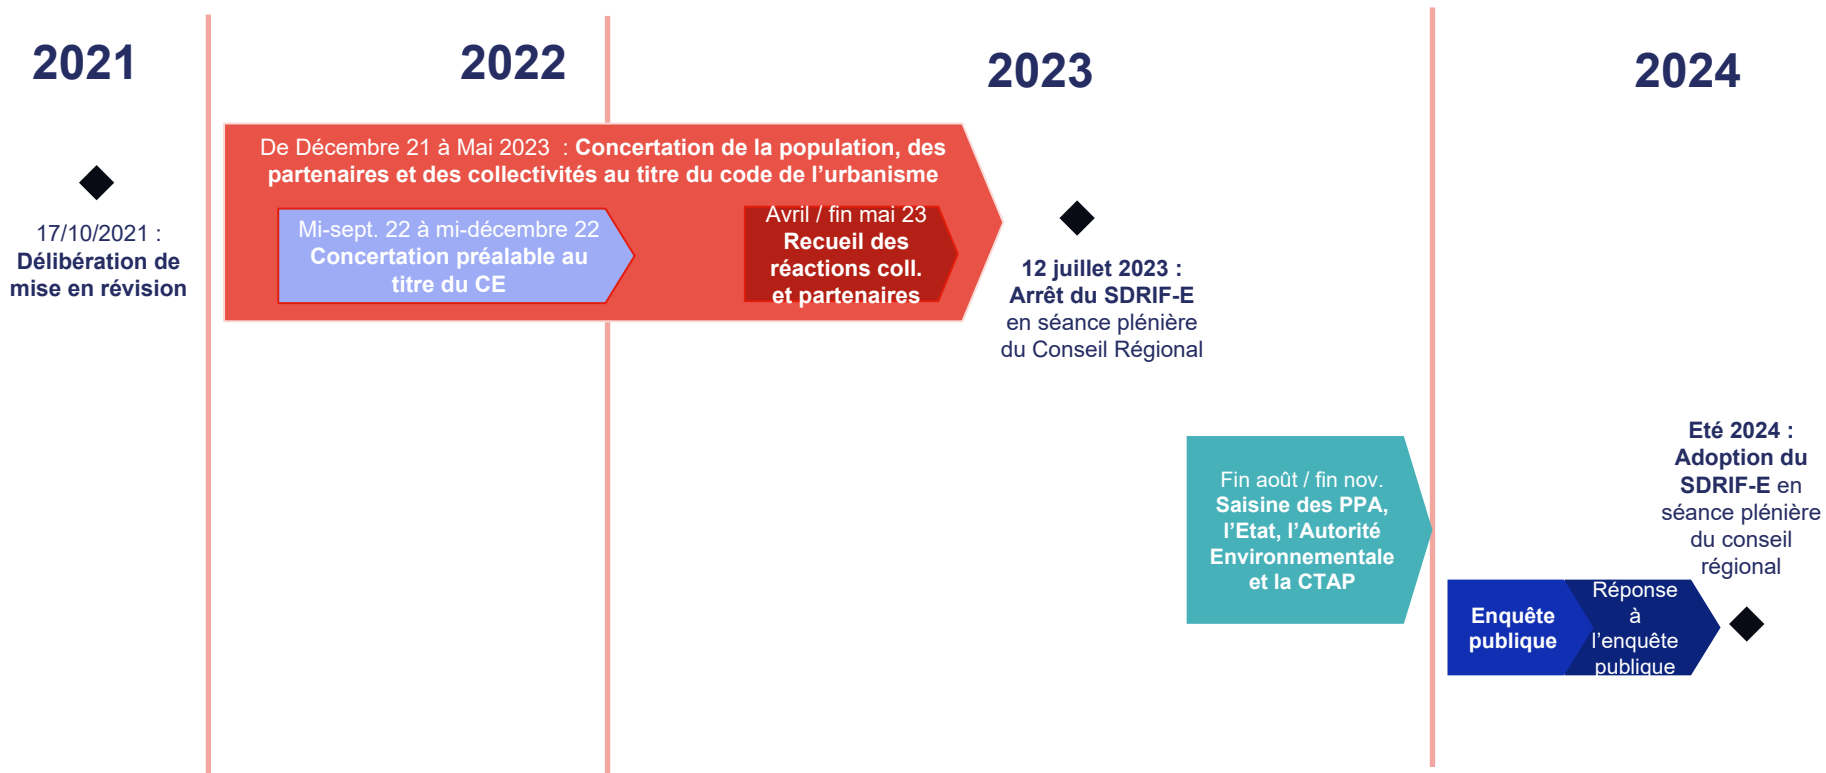 2021
2022
2023
2024
17/10/2021 :
Délibération de
mise en révision
De Décembre 21 à Mai 2023  : Concertation de la population, des
partenaires et des collectivités au titre du code de l’urbanisme
Mi-sept. 22 à mi-décembre 22
Concertation préalable au
titre du CE
Avril / fin mai 23
Recueil des
réactions coll.
et partenaires
12 juillet 2023 :
Arrêt du SDRIF-E
en séance plénière
du Conseil Régional
Fin août / fin nov.
Saisine des PPA,
l’Etat, l’Autorité
Environnementale
et la CTAP
Enquête
publique
Réponse
à
l’enquête
publique
Eté 2024 :
Adoption du
SDRIF-E en
séance plénière
du conseil
régional